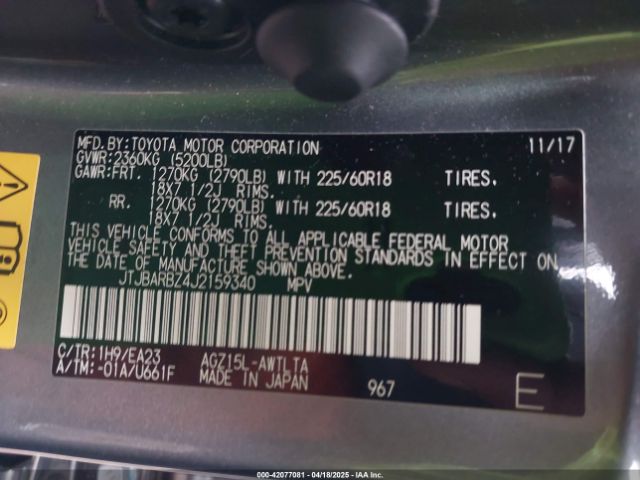 MFD.BY:TOYOTA MOTOR CORPORATION 11/17
GVWR:2360KG (5200LB)
GAWR:FRT. 1270KG (2790LB) WITH 225/60R18 TIRES.
18X7 1/2J RIMS.
RR. 1270KG (2790LB) WITH 225/60R18 TIRES.
18X7 1/2J RIMS.
THIS VEHICLE CONFORMS TO ALL APPLICABLE FEDERAL MOTOR
VEHICLE SAFETY AND THEFT PREVENTION STANDARDS IN EFFECT ON
THE DATE OF MANUFACTURE SHOWN ABOVE.
JTJBARBZ4J2159340 MPV
C/TR:1H9/EA23 AGZ15L-AWTLTA
A/TM:-01A/U661F MADE IN JAPAN 967 E
000-42077081 - 04/18/2025 - IAA Inc.